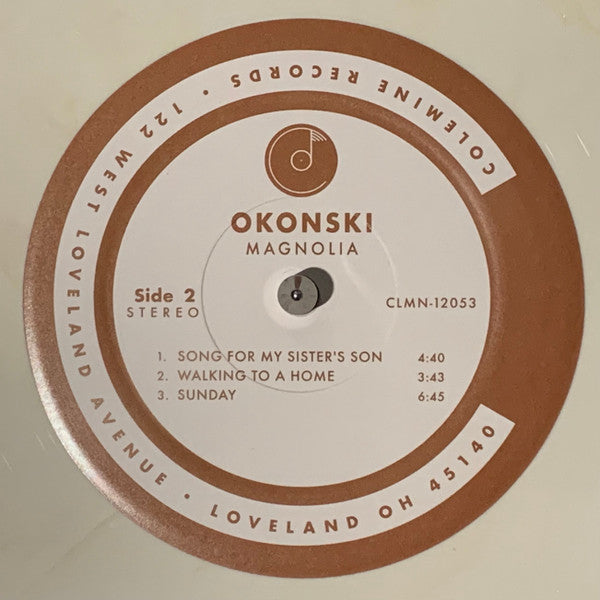 COLEMINE RECORDS • 122 WEST LOVELAND AVENUE • LOVELAND OH 45140
OKONSKI
MAGNOLIA
Side 2
STEREO
CLMN-12053
1. SONG FOR MY SISTER'S SON 4:40
2. WALKING TO A HOME 3:43
3. SUNDAY 6:45